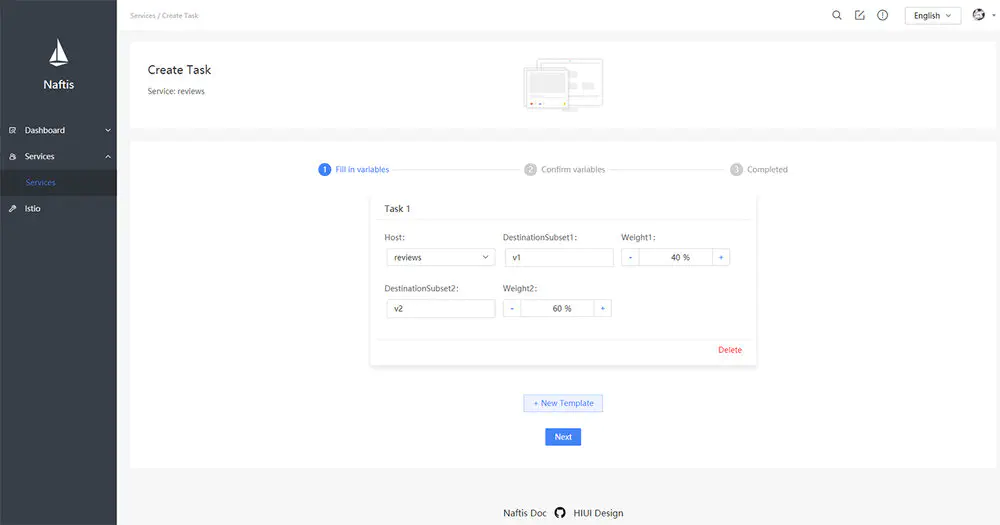 Services / Create Task
English
Naftis
Create Task
Service: reviews
Dashboard
Services
Services
Istio
1 Fill in variables
2 Confirm variables
3 Completed
Task 1
Host:
DestinationSubset1:
Weight1:
reviews
v1
- 40 % +
DestinationSubset2:
Weight2:
v2
- 60 % +
Delete
+ New Template
Next
Naftis Doc
HIUI Design